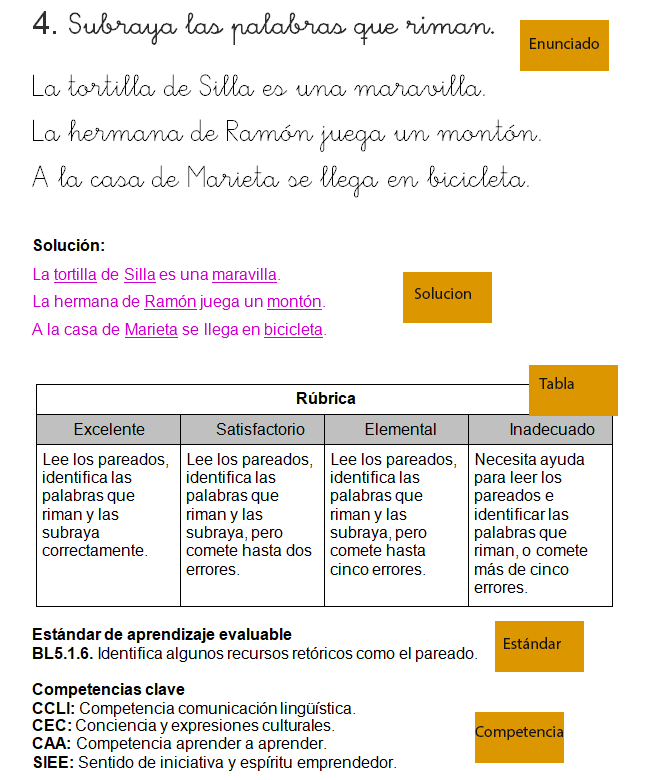 4. Subraya las palabras que riman.
Enunciado
La tortilla de Silla es una maravilla.
La hermana de Ramón juega un montón.
A la casa de Marieta se llega en bicicleta.
Solución:
La tortilla de Silla es una maravilla.
Solucion
La hermana de Ramón juega un montón.
A la casa de Marieta se llega en bicicleta.
Tabla
Rúbrica
Excelente Satisfactorio Elemental Inadecuado
Lee los pareados, Lee los pareados, Lee los pareados, Necesita ayuda
identifica las identifica las identifica las para leer los
palabras que palabras que palabras que pareados e
riman y las riman y las riman y las identificar las
subraya subraya, pero subraya, pero palabras que
correctamente. comete hasta dos comete hasta riman, o comete
errores. cinco errores. más de cinco
errores.
Estándar de aprendizaje evaluable
Estándar
BL5.1.6. Identifica algunos recursos retóricos como el pareado.
Competencias clave
CCLI: Competencia comunicación lingüística.
CEC: Conciencia y expresiones culturales.
Competencia
CAA: Competencia aprender a aprender.
SIEE: Sentido de iniciativa y espíritu emprendedor.